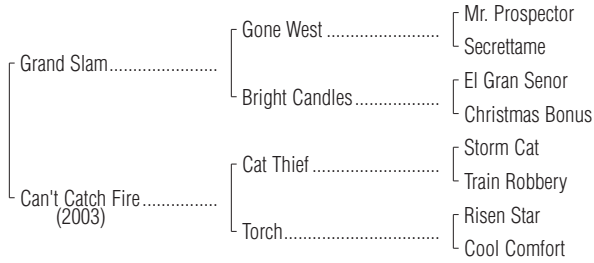 Mr. Prospector
Gone West ....................
Secrettame
Grand Slam....................
El Gran Senor
Bright Candles...............
Christmas Bonus
Storm Cat
Cat Thief.......................
Train Robbery
Can't Catch Fire..............
(2003)
Risen Star
Torch............................
Cool Comfort